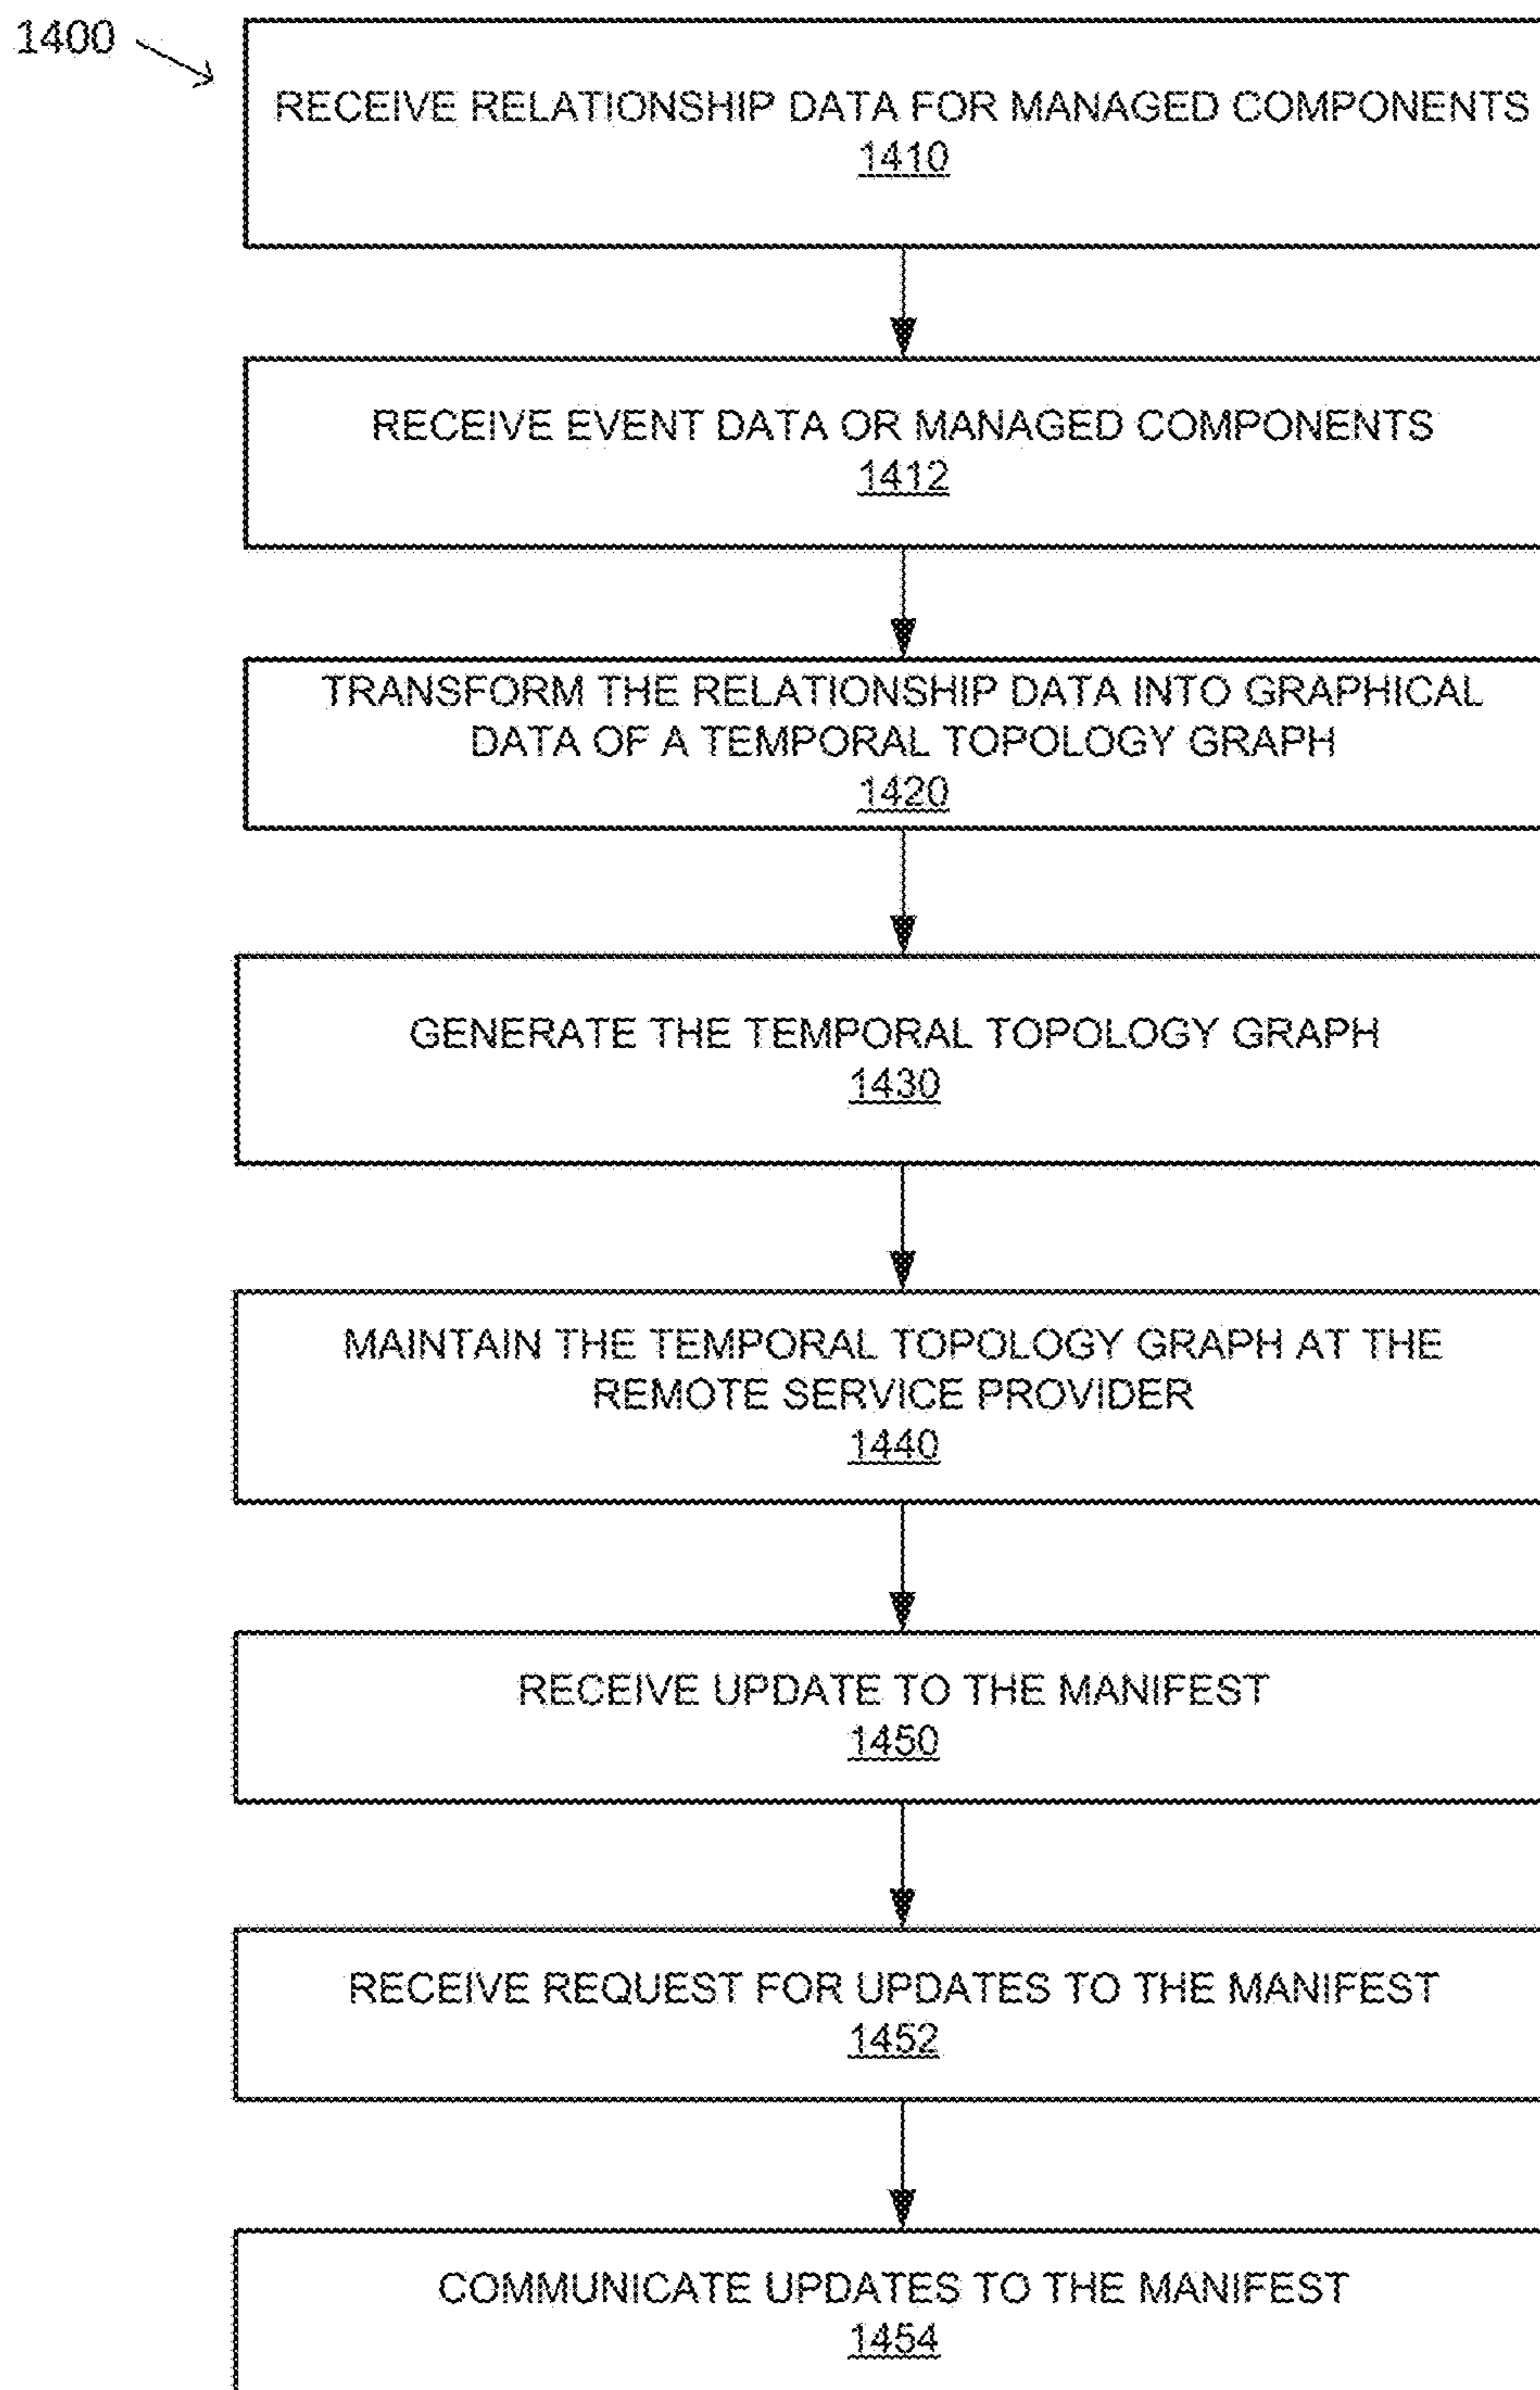 1400
RECEIVE RELATIONSHIP DATA FOR MANAGED COMPONENTS
1410
RECEIVE EVENT DATA OR MANAGED COMPONENTS
1412
TRANSFORM THE RELATIONSHIP DATA INTO GRAPHICAL
DATA OF A TEMPORAL TOPOLOGY GRAPH
1420
GENERATE THE TEMPORAL TOPOLOGY GRAPH
1430
MAINTAIN THE TEMPORAL TOPOLOGY GRAPH AT THE
REMOTE SERVICE PROVIDER
1440
RECEIVE UPDATE TO THE MANIFEST
1450
RECEIVE REQUEST FOR UPDATES TO THE MANIFEST
1452
COMMUNICATE UPDATES TO THE MANIFEST
1454